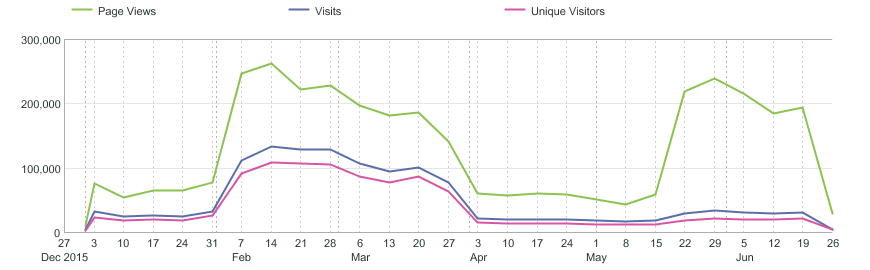 Page Views Visits Unique Visitors
300,000
200,000
100,000
0
27 3 10 17 24 31 7 14 21 28 6 13 20 27 3 10 17 24 1 8 15 22 29 5 12 19 26
Dec 2015 Feb Mar Apr May Jun